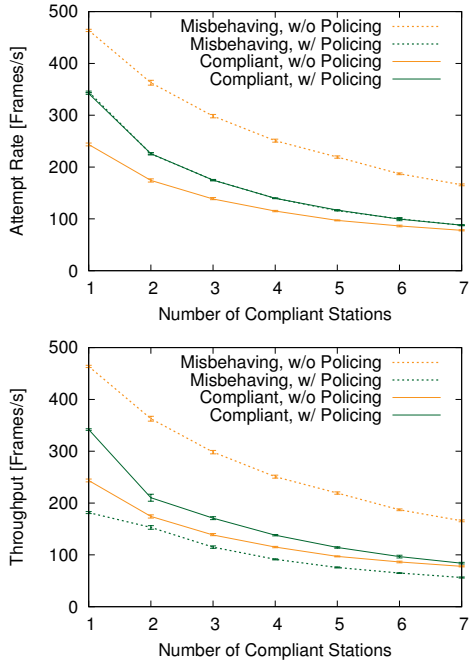 500
400
300
200
100
0
Attempt Rate [Frames/s]
Misbehaving, w/o Policing
Misbehaving, w/ Policing
Compliant, w/o Policing
Compliant, w/ Policing
1 2 3 4 5 6 7
Number of Compliant Stations
500
400
300
200
100
0
Throughput [Frames/s]
Misbehaving, w/o Policing
Misbehaving, w/ Policing
Compliant, w/o Policing
Compliant, w/ Policing
1 2 3 4 5 6 7
Number of Compliant Stations